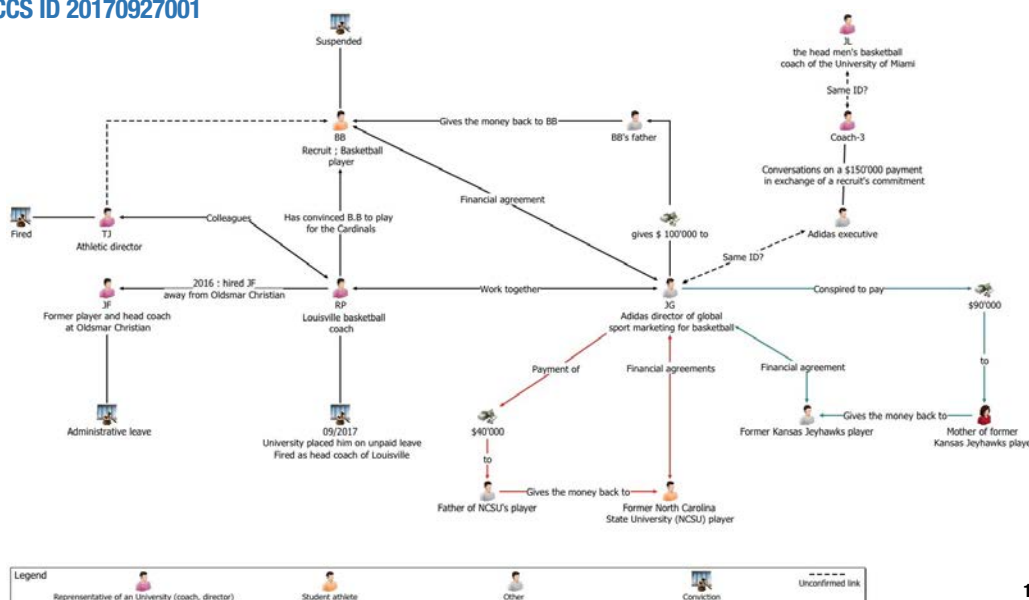 CCS ID 20170927001
Suspended
JL
the head men's basketball
coach of the University of Miami
Same ID?
BB
Recruit ; Basketball
player
Gives the money back to BB
BB's father
Coach-3
Conversations on a $150'000 payment
in exchange of a recruit's commitment
Financial agreement
Fired
TJ
Athletic director
Colleagues
Has convinced B.B to play
for the Cardinals
gives $ 100'000 to
Adidas executive
Same ID?
2016 : hired JF
away from Oldsmar Christian
JF
Former player and head coach
at Oldsmar Christian
RP
Louisville basketball
coach
Work together
JG
Adidas director of global
sport marketing for basketball
Conspired to pay
$90'000
Payment of
Financial agreements
Financial agreement
to
Administrative leave
09/2017
University placed him on unpaid leave
Fired as head coach of Louisville
$40'000
to
Former Kansas Jeyhawks player
Gives the money back to
Mother of former
Kansas Jeyhawks playe
Father of NCSU's player
Gives the money back to
Former North Carolina
State University (NCSU) player
Legend
Representative of an University (coach, director)
Student athlete
Other
Conviction
Unconfirmed link
1